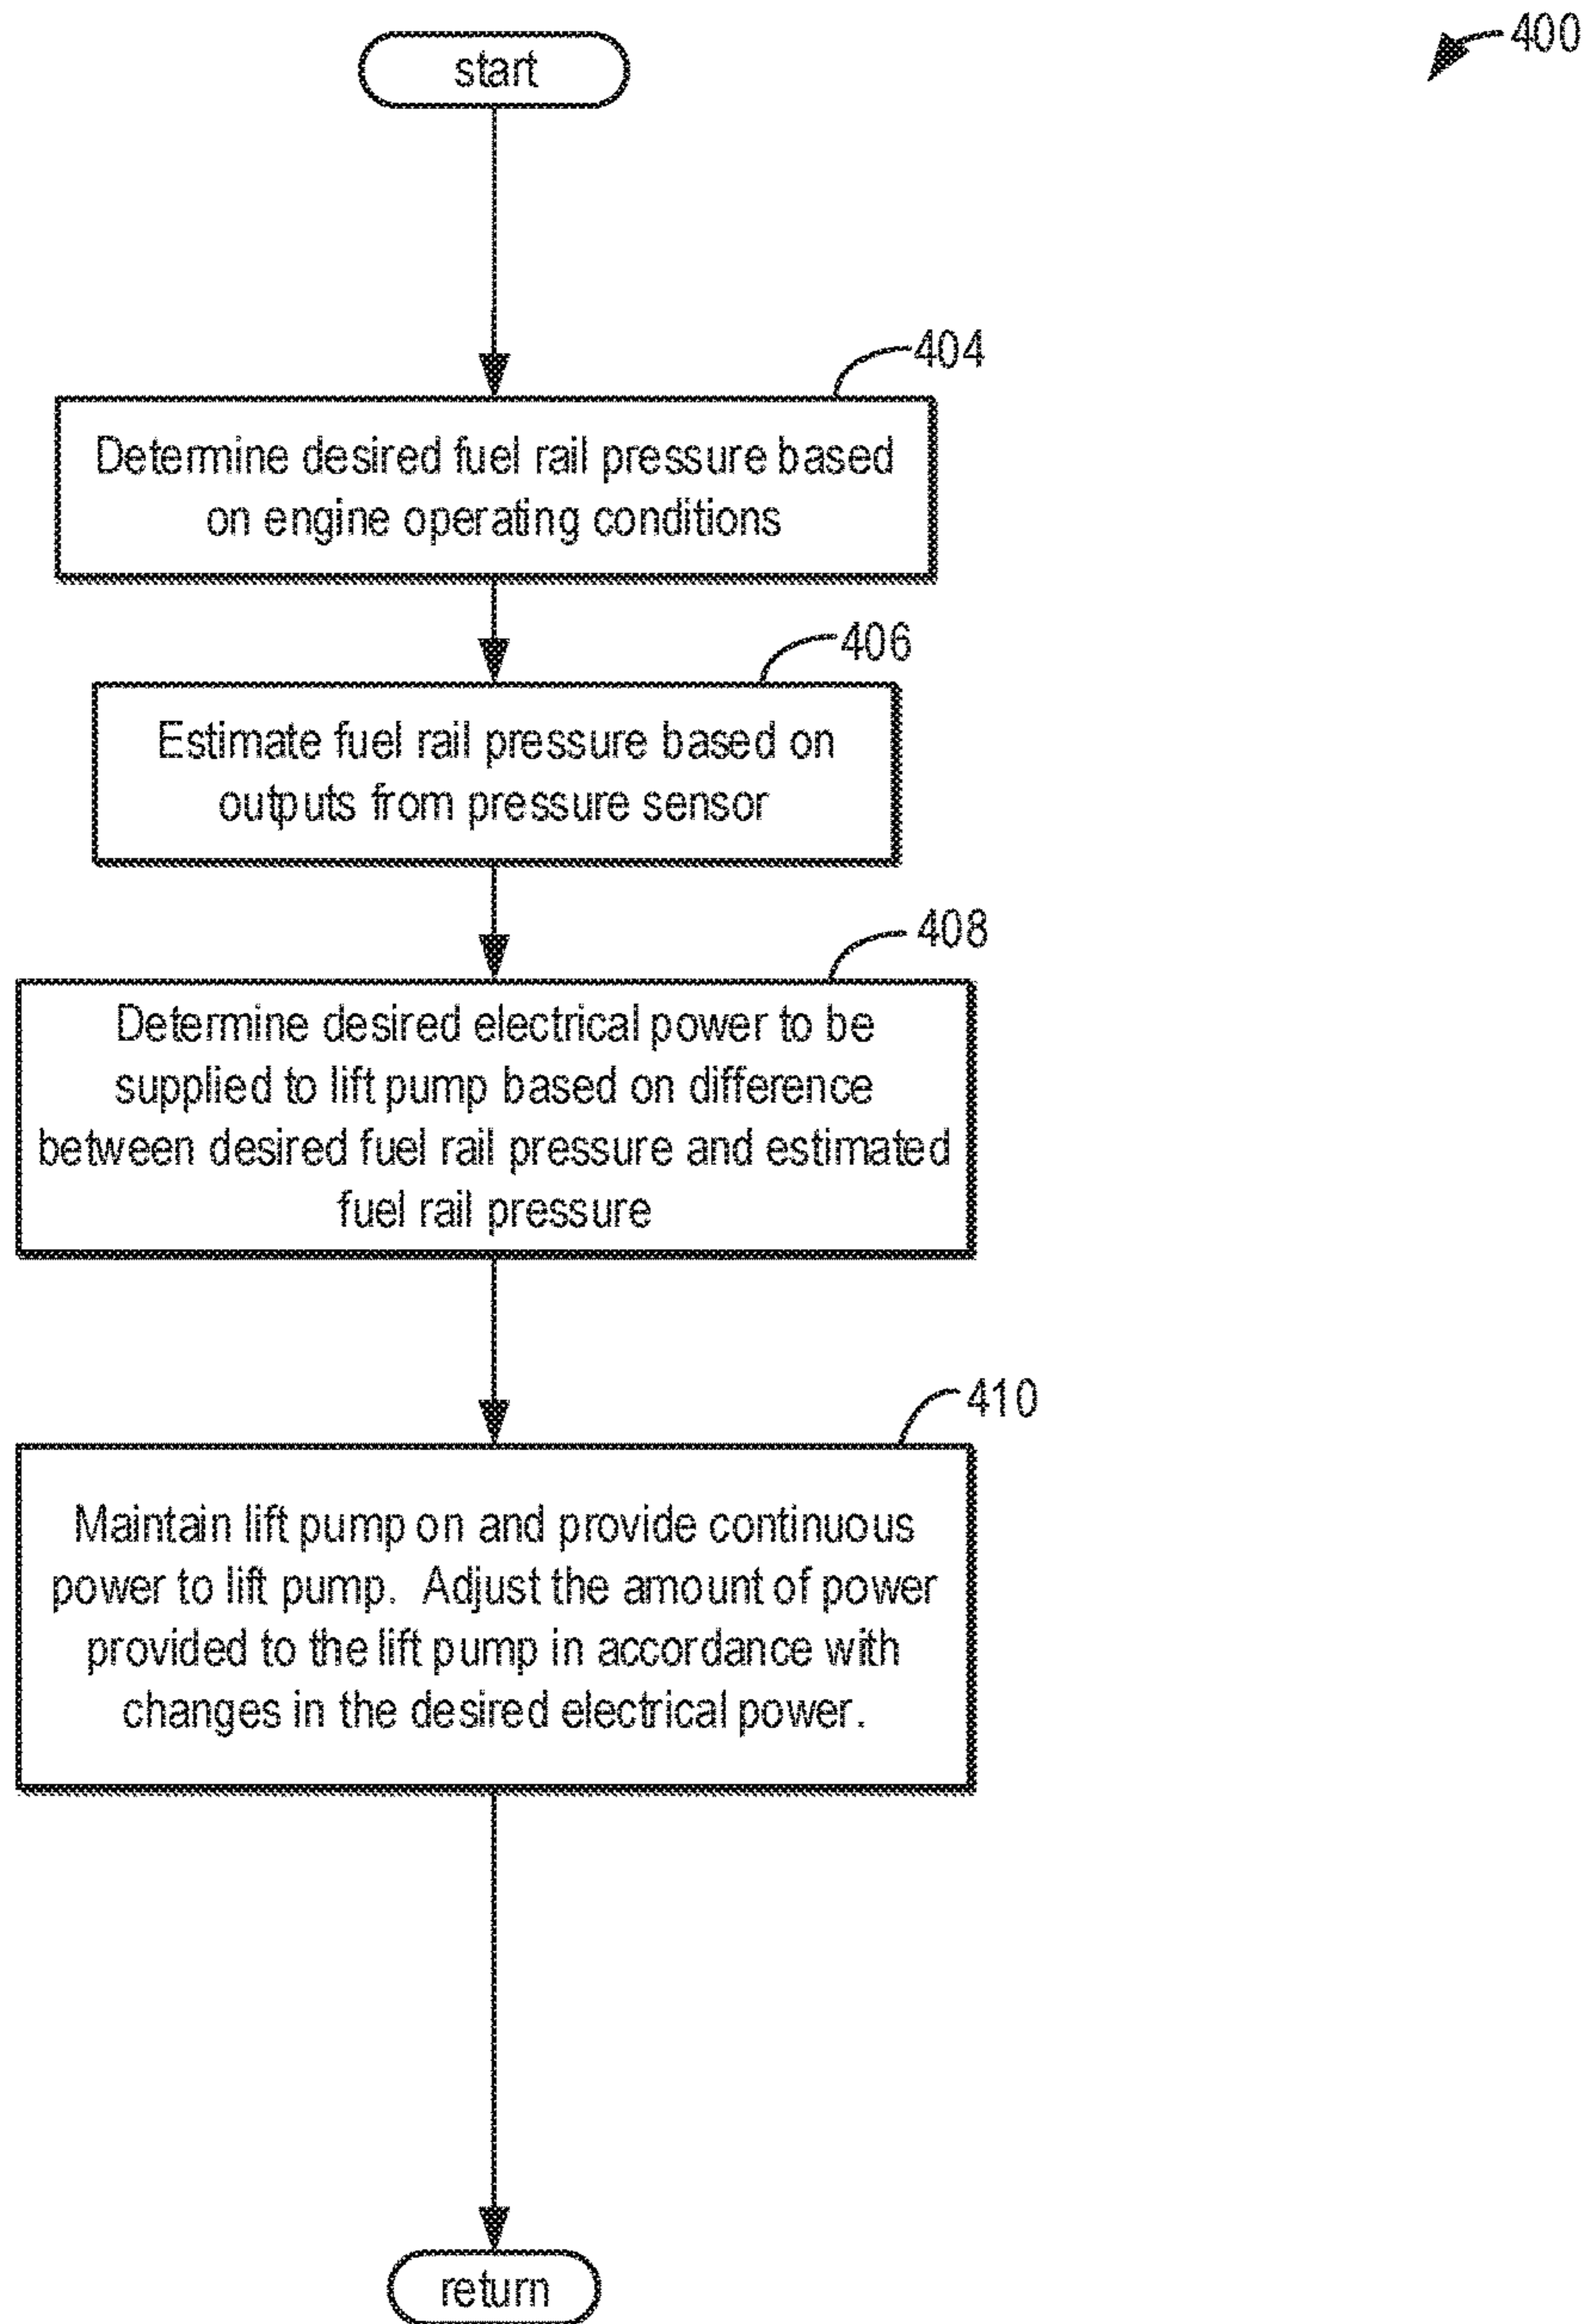 400
start
404
Determine desired fuel rail pressure based
on engine operating conditions
406
Estimate fuel rail pressure based on
outputs from pressure sensor
408
Determine desired electrical power to be
supplied to lift pump based on difference
between desired fuel rail pressure and estimated
fuel rail pressure
410
Maintain lift pump on and provide continuous
power to lift pump. Adjust the amount of power
provided to the lift pump in accordance with
changes in the desired electrical power.
return